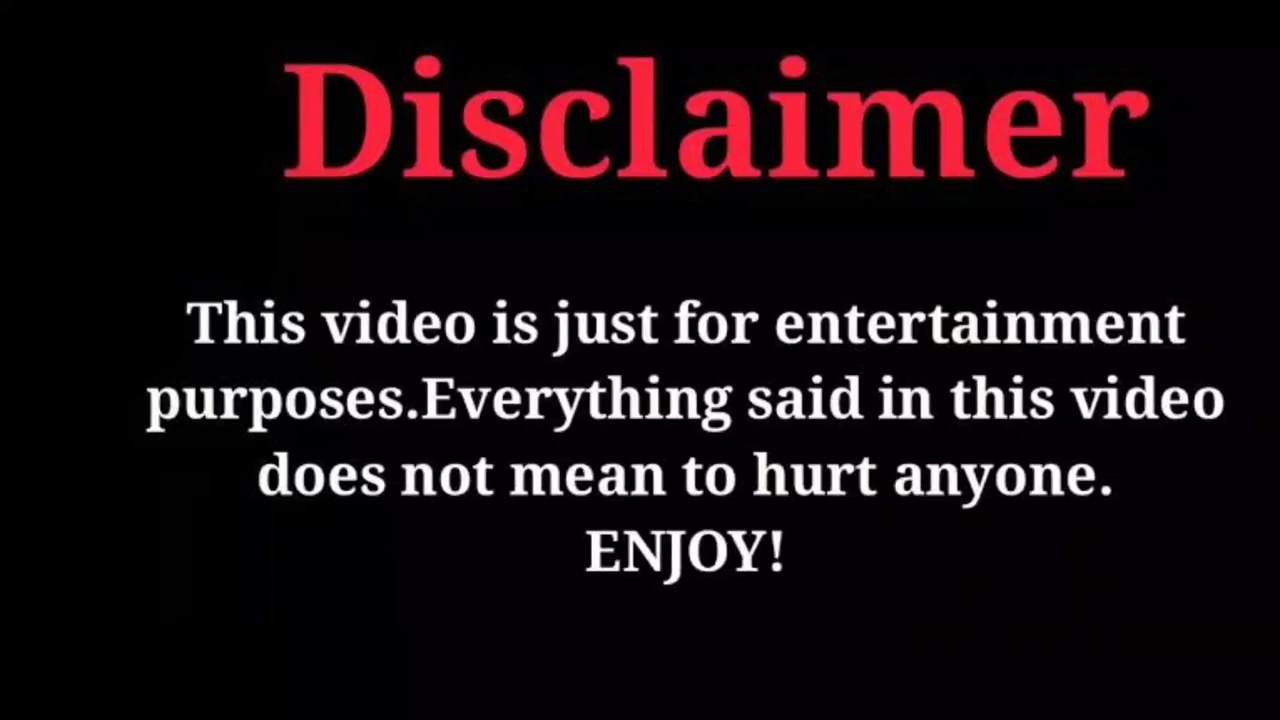 Disclaimer
This video is just for entertainment
purposes.Everything said in this video
does not mean to hurt anyone.
ENJOY!